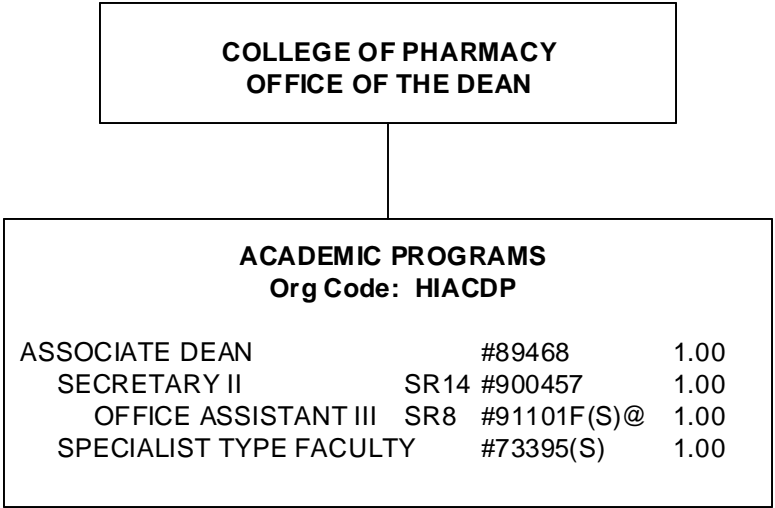 COLLEGE OF PHARMACY
OFFICE OF THE DEAN
ACADEMIC PROGRAMS
Org Code: HIACDP
ASSOCIATE DEAN #89468 1.00
SECRETARY II SR14 #900457 1.00
OFFICE ASSISTANT III SR8 #91101F(S)@ 1.00
SPECIALIST TYPE FACULTY #73395(S) 1.00